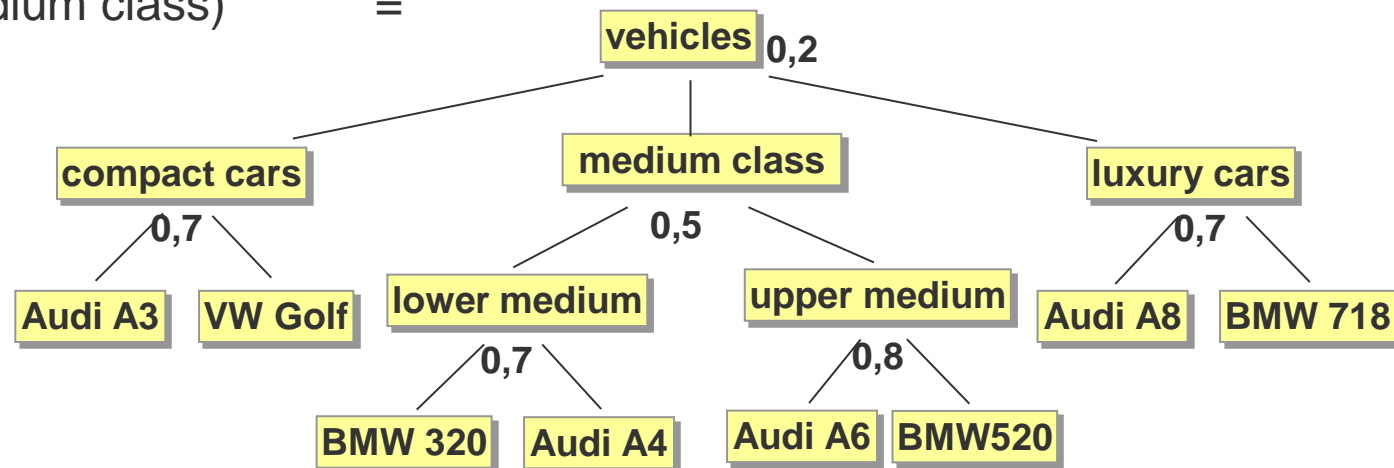 dium class) =
vehicles 0,2
compact cars
medium class
luxury cars
0,7
0,5
0,7
Audi A3
VW Golf
lower medium
upper medium
Audi A8
BMW 718
0,7
0,8
BMW 320
Audi A4
Audi A6
BMW520